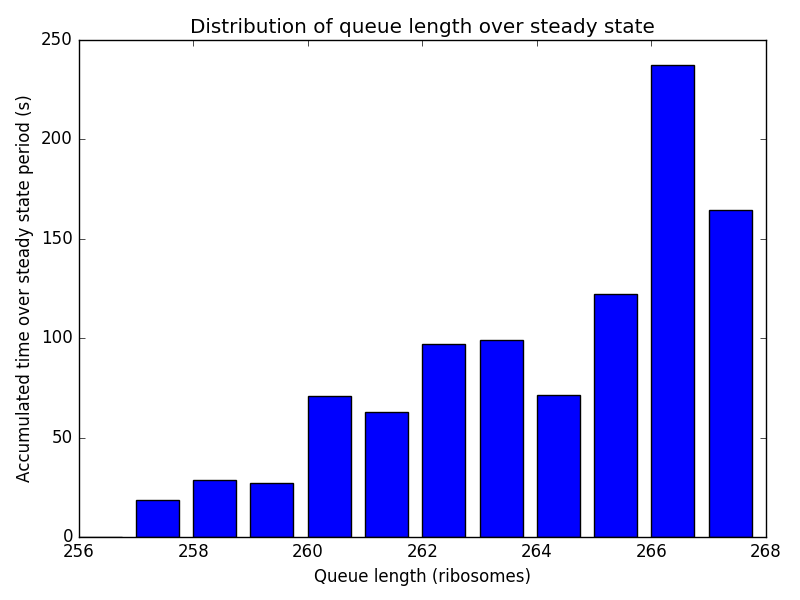 Distribution of queue length over steady state
250
200
150
100
50
0
Accumulated time over steady state period (s)
256 258 260 262 264 266 268
Queue length (ribosomes)